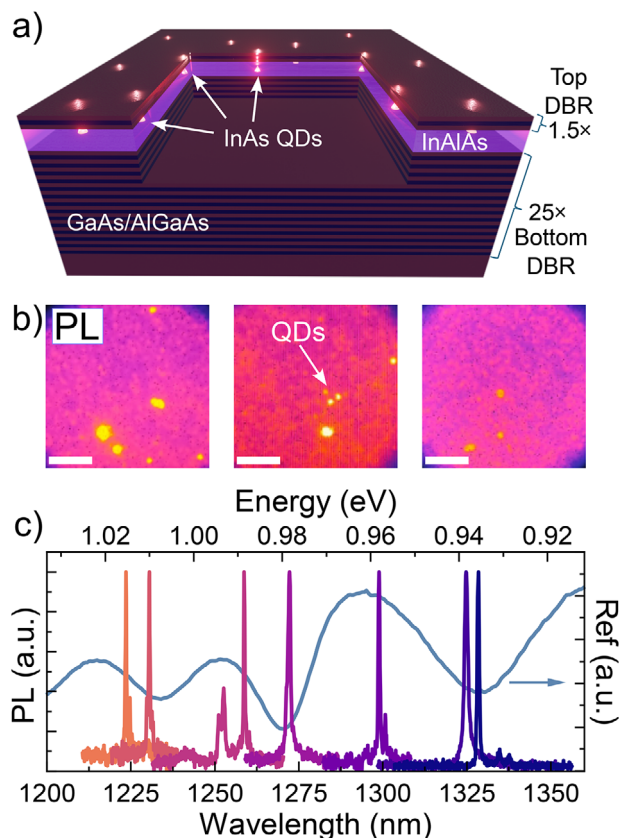 a)
Top
DBR
1.5×
InAs QDs
InAlAs
GaAs/AlGaAs
25×
Bottom
DBR
b)
PL
QDs
Energy (eV)
c)
1.02 1.00 0.98 0.96 0.94 0.92
PL (a.u.)
Ref (a.u.)
1200 1225 1250 1275 1300 1325 1350
Wavelength (nm)